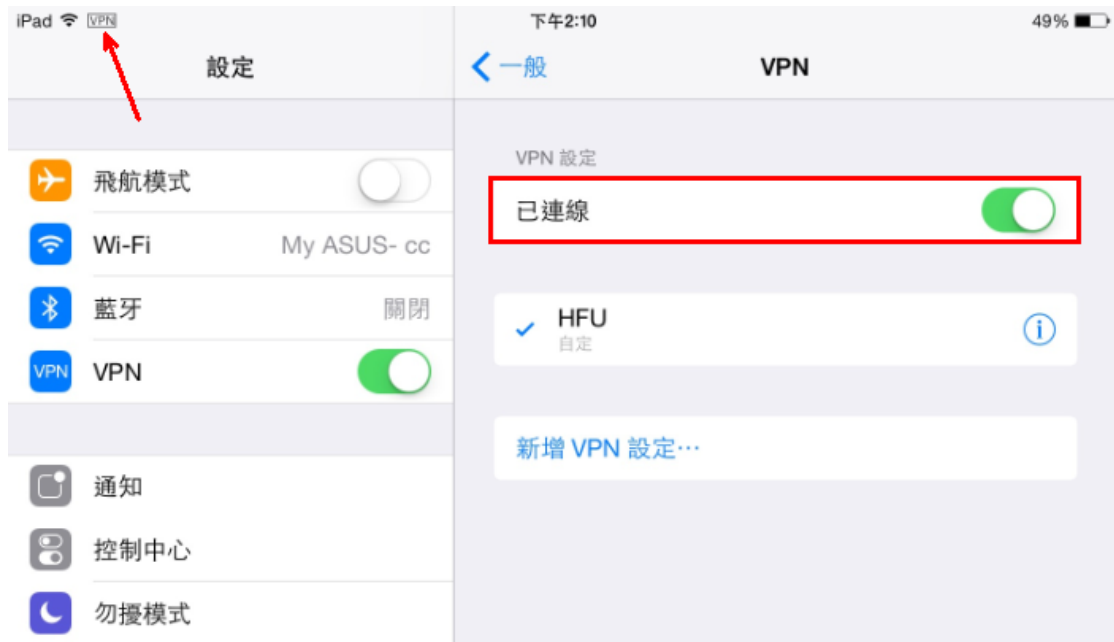 iPad VPN 下午2:10 49%
設定
一般 VPN
飛航模式
Wi-Fi My ASUS- cc
藍牙 關閉
VPN VPN
通知
控制中心
勿擾模式
VPN 設定
已連線
HFU
自定
新增 VPN 設定…